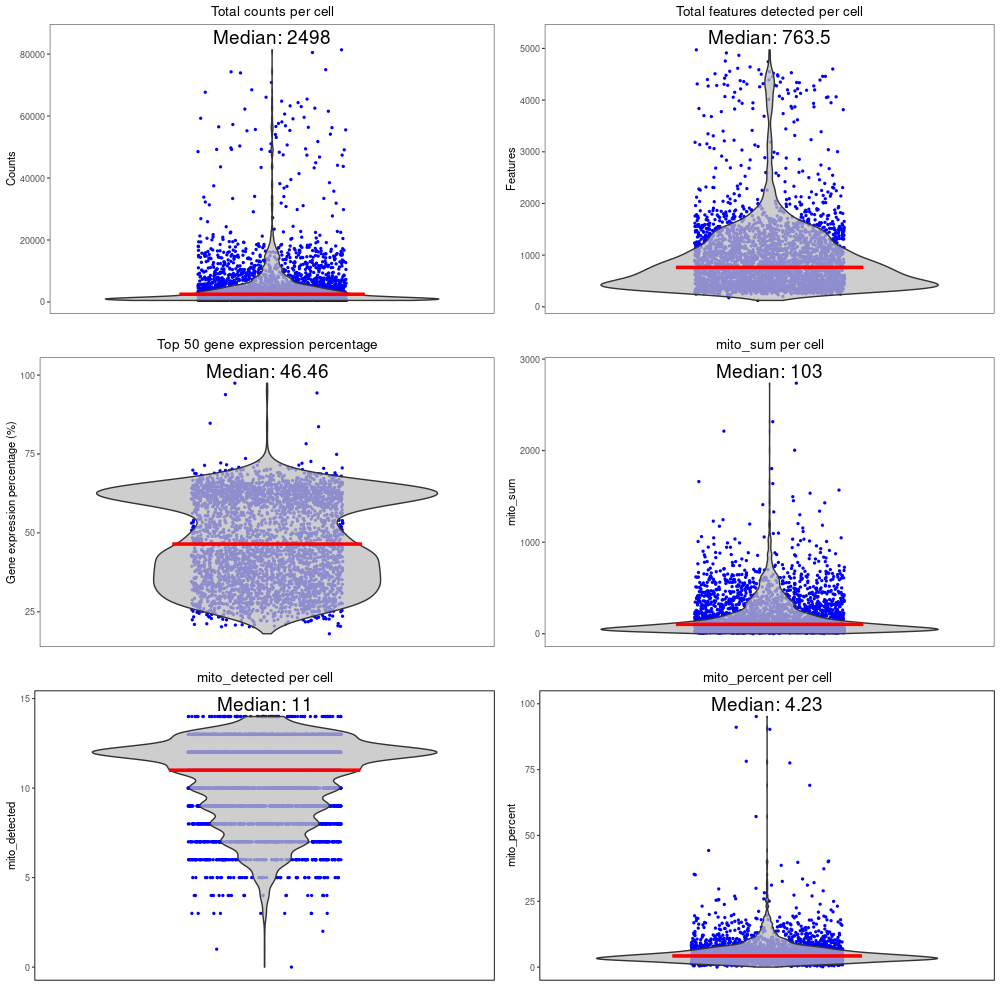 Total counts per cell
Median: 2498
Counts
80000
60000
40000
20000
0
Total features detected per cell
Median: 763.5
Features
5000
4000
3000
2000
1000
0
Top 50 gene expression percentage
Median: 46.46
Gene expression percentage (%)
100
75
50
25
mito_sum per cell
Median: 103
mito_sum
3000
2000
1000
0
mito_detected per cell
Median: 11
mito_detected
15
10
5
0
mito_percent per cell
Median: 4.23
mito_percent
100
75
50
25
0